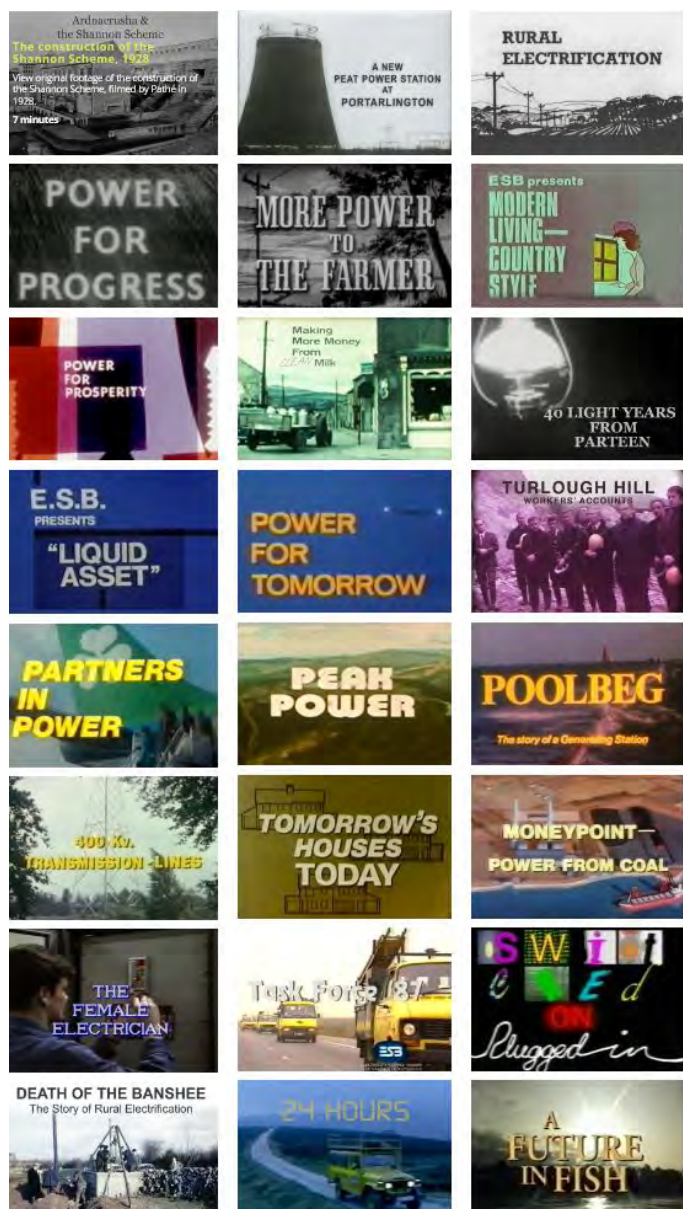 Ardnacrusha &
the Shannon Scheme
The construction of the
Shannon Scheme, 1928
View original footage of the construction of
the Shannon Scheme, filmed by Pathé in
1928.
7 minutes
A NEW
PEAT POWER STATION
AT
PORTARLINGTON
RURAL
ELECTRIFICATION
POWER
FOR
PROGRESS
MORE POWER
TO
THE FARMER
ESB presents
MODERN
LIVING—
COUNTRY
STYLE
POWER
FOR
PROSPERITY
Making
More Money
From
CLEAN Milk
40 LIGHT YEARS
FROM
PARTEEN
E.S.B.
PRESENTS
"LIQUID
ASSET"
POWER
FOR
TOMORROW
TURLOUGH HILL
WORKERS' ACCOUNTS
PARTNERS
IN
POWER
PEAK
POWER
POOLBEG
The story of a Generating Station
400 Kv.
TRANSMISSION-LINES
TOMORROW'S
HOUSES
TODAY
MONEYPOINT—
POWER FROM COAL
THE
FEMALE
ELECTRICIAN
Task Force '87
ESB
SWiT
ChEd
ON
Plugged in
DEATH OF THE BANSHEE
The Story of Rural Electrification
24 HOURS
A
FUTURE
IN FISH